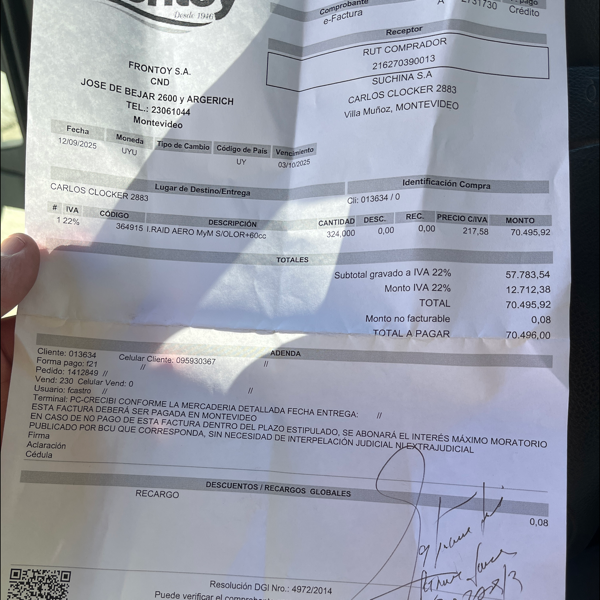 Desde 1940
Comprobante
e-Factura
A 2731730
Crédito
Receptor
RUT COMPRADOR
216270390013
SUCHINA S.A
CARLOS CLOCKER 2883
Villa Muñoz, MONTEVIDEO
FRONTOY S.A.
CND
JOSE DE BEJAR 2600 y ARGERICH
TEL.: 23061044
Montevideo
Fecha Moneda Tipo de Cambio Código de País Vencimiento
12/09/2025 UYU UY 03/10/2025
Lugar de Destino/Entrega
CARLOS CLOCKER 2883
Identificación Compra
Cli: 013634 / 0
# IVA CÓDIGO DESCRIPCIÓN CANTIDAD DESC. REC. PRECIO C/IVA MONTO
1 22% 364915 I.RAID AERO MyM S/OLOR+60cc 324,000 0,00 0,00 217,58 70.495,92
TOTALES
Subtotal gravado a IVA 22% 57.783,54
Monto IVA 22% 12.712,38
TOTAL 70.495,92
Monto no facturable 0,08
TOTAL A PAGAR 70.496,00
ADENDA
Cliente: 013634 Celular Cliente: 095930367 //
Forma pago: f21 //
Pedido: 1412849 //
Vend: 230 Celular Vend: 0
Usuario: fcastro // //
Terminal: PC-CRECIBI CONFORME LA MERCADERIA DETALLADA FECHA ENTREGA: //
ESTA FACTURA DEBERÁ SER PAGADA EN MONTEVIDEO
EN CASO DE NO PAGO DE ESTA FACTURA DENTRO DEL PLAZO ESTIPULADO, SE ABONARÁ EL INTERÉS MÁXIMO MORATORIO
PUBLICADO POR BCU QUE CORRESPONDA, SIN NECESIDAD DE INTERPELACIÓN JUDICIAL NI EXTRAJUDICIAL
Firma
Aclaración
Cédula
DESCUENTOS / RECARGOS GLOBALES
RECARGO 0,08
Resolución DGI Nro.: 4972/2014
Puede verificar el